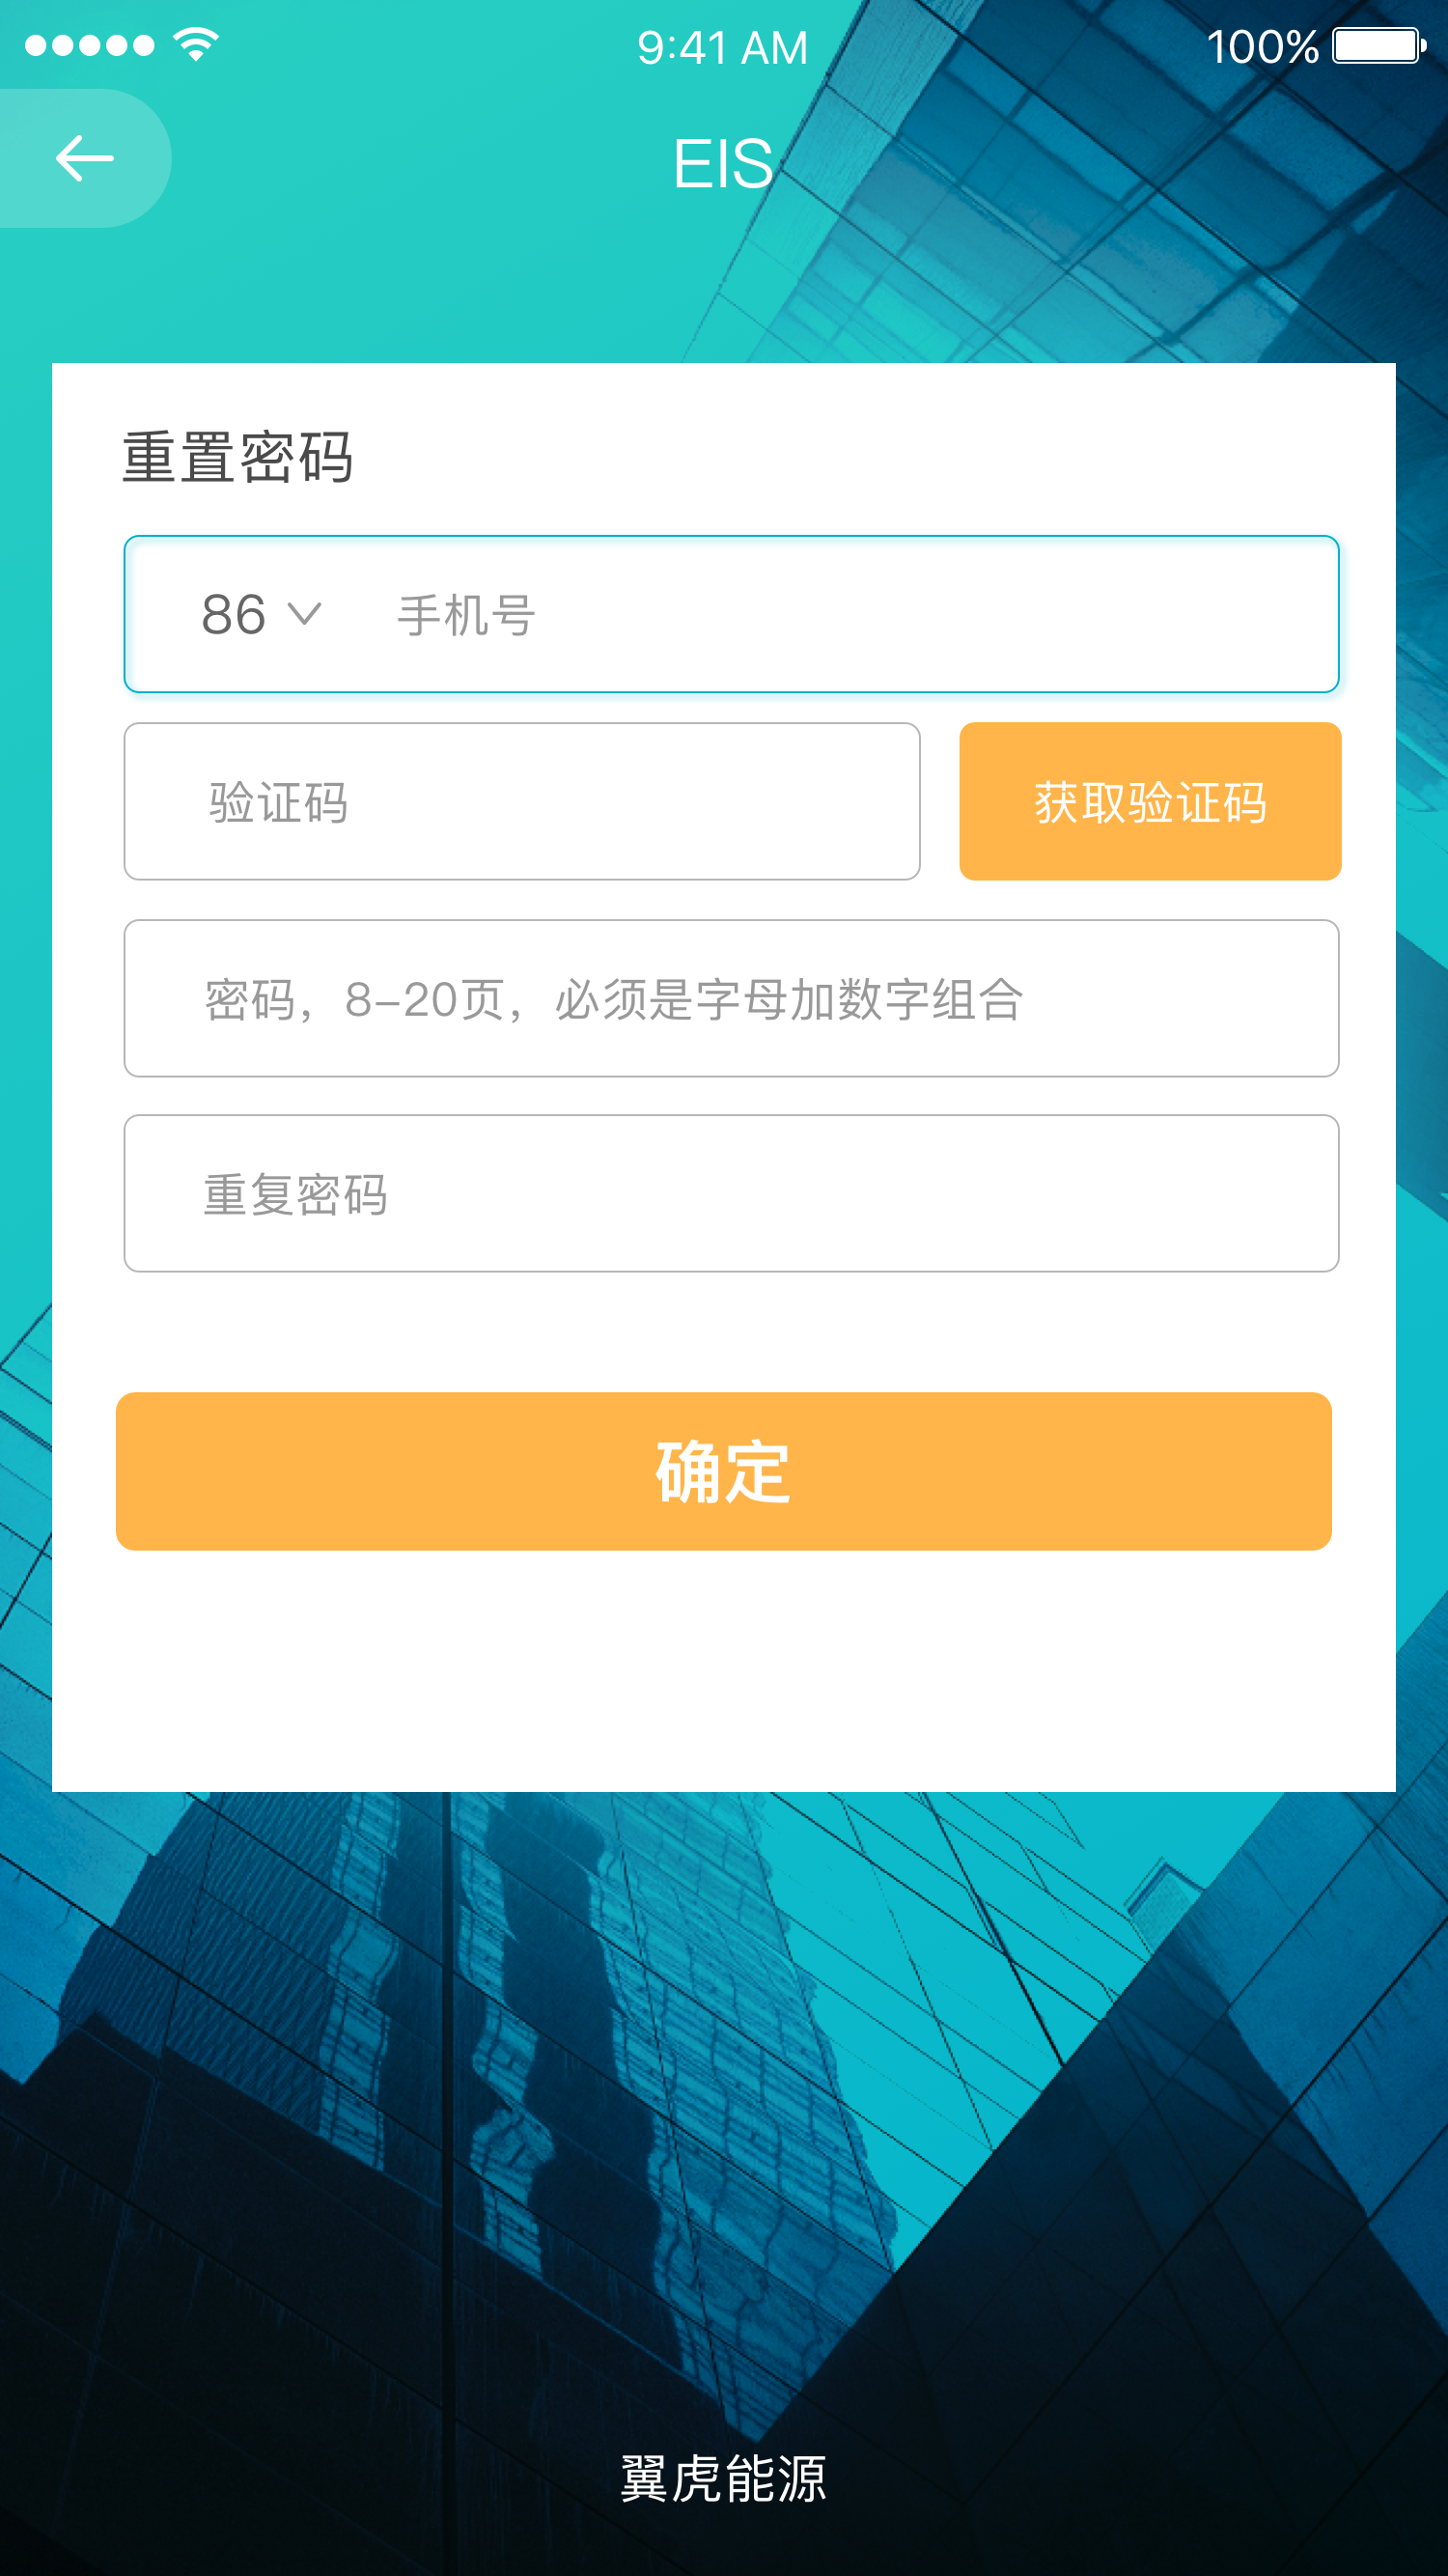 9:41 AM 100%
EIS
重置密码
86 手机号
验证码 获取验证码
密码，8-20页，必须是字母加数字组合
重复密码
确定
翼虎能源